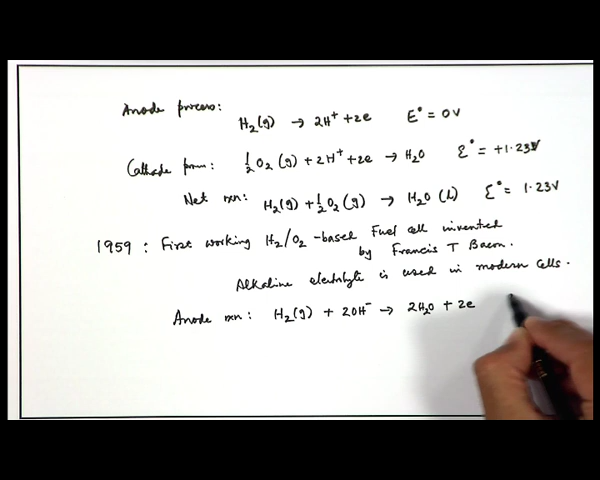 Anode process:
H₂(g) → 2H⁺ + 2e E° = 0V
Cathode process: ½O₂(g) + 2H⁺ + 2e → H₂O E° = +1.23V
Net rxn: H₂(g) + ½O₂(g) → H₂O(l) E° = 1.23V
1959 : First working H₂/O₂-based Fuel cell invented
by Francis T Bacon.
Alkaline electrolyte is used in modern cells.
Anode rxn: H₂(g) + 2OH⁻ → 2H₂O + 2e